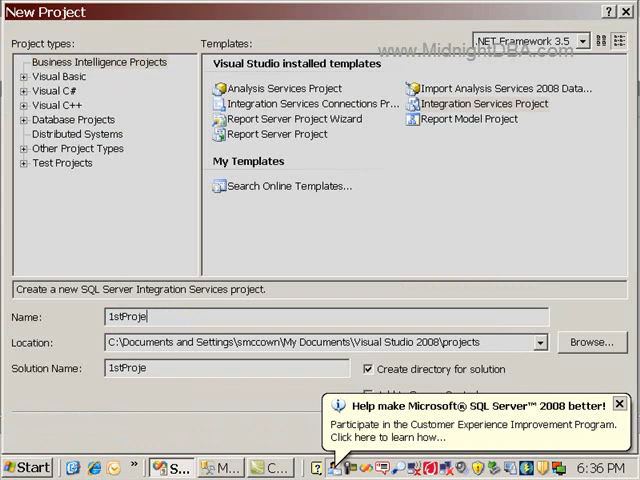 New Project
Project types:
Templates:
.NET Framework 3.5
www.MidnightDBA.com
Business Intelligence Projects
Visual Basic
Visual C#
Visual C++
Database Projects
Distributed Systems
Other Project Types
Test Projects
Visual Studio installed templates
Analysis Services Project
Import Analysis Services 2008 Data...
Integration Services Connections Pr...
Integration Services Project
Report Server Project Wizard
Report Model Project
Report Server Project
My Templates
Search Online Templates...
Create a new SQL Server Integration Services project.
Name:
1stProje
Location:
C:\Documents and Settings\smccown\My Documents\Visual Studio 2008\projects
Browse...
Solution Name:
1stProje
Create directory for solution
Help make Microsoft® SQL Server™ 2008 better!
Participate in the Customer Experience Improvement Program.
Click here to learn how...
Start
»
S...
M...
C...
6:36 PM